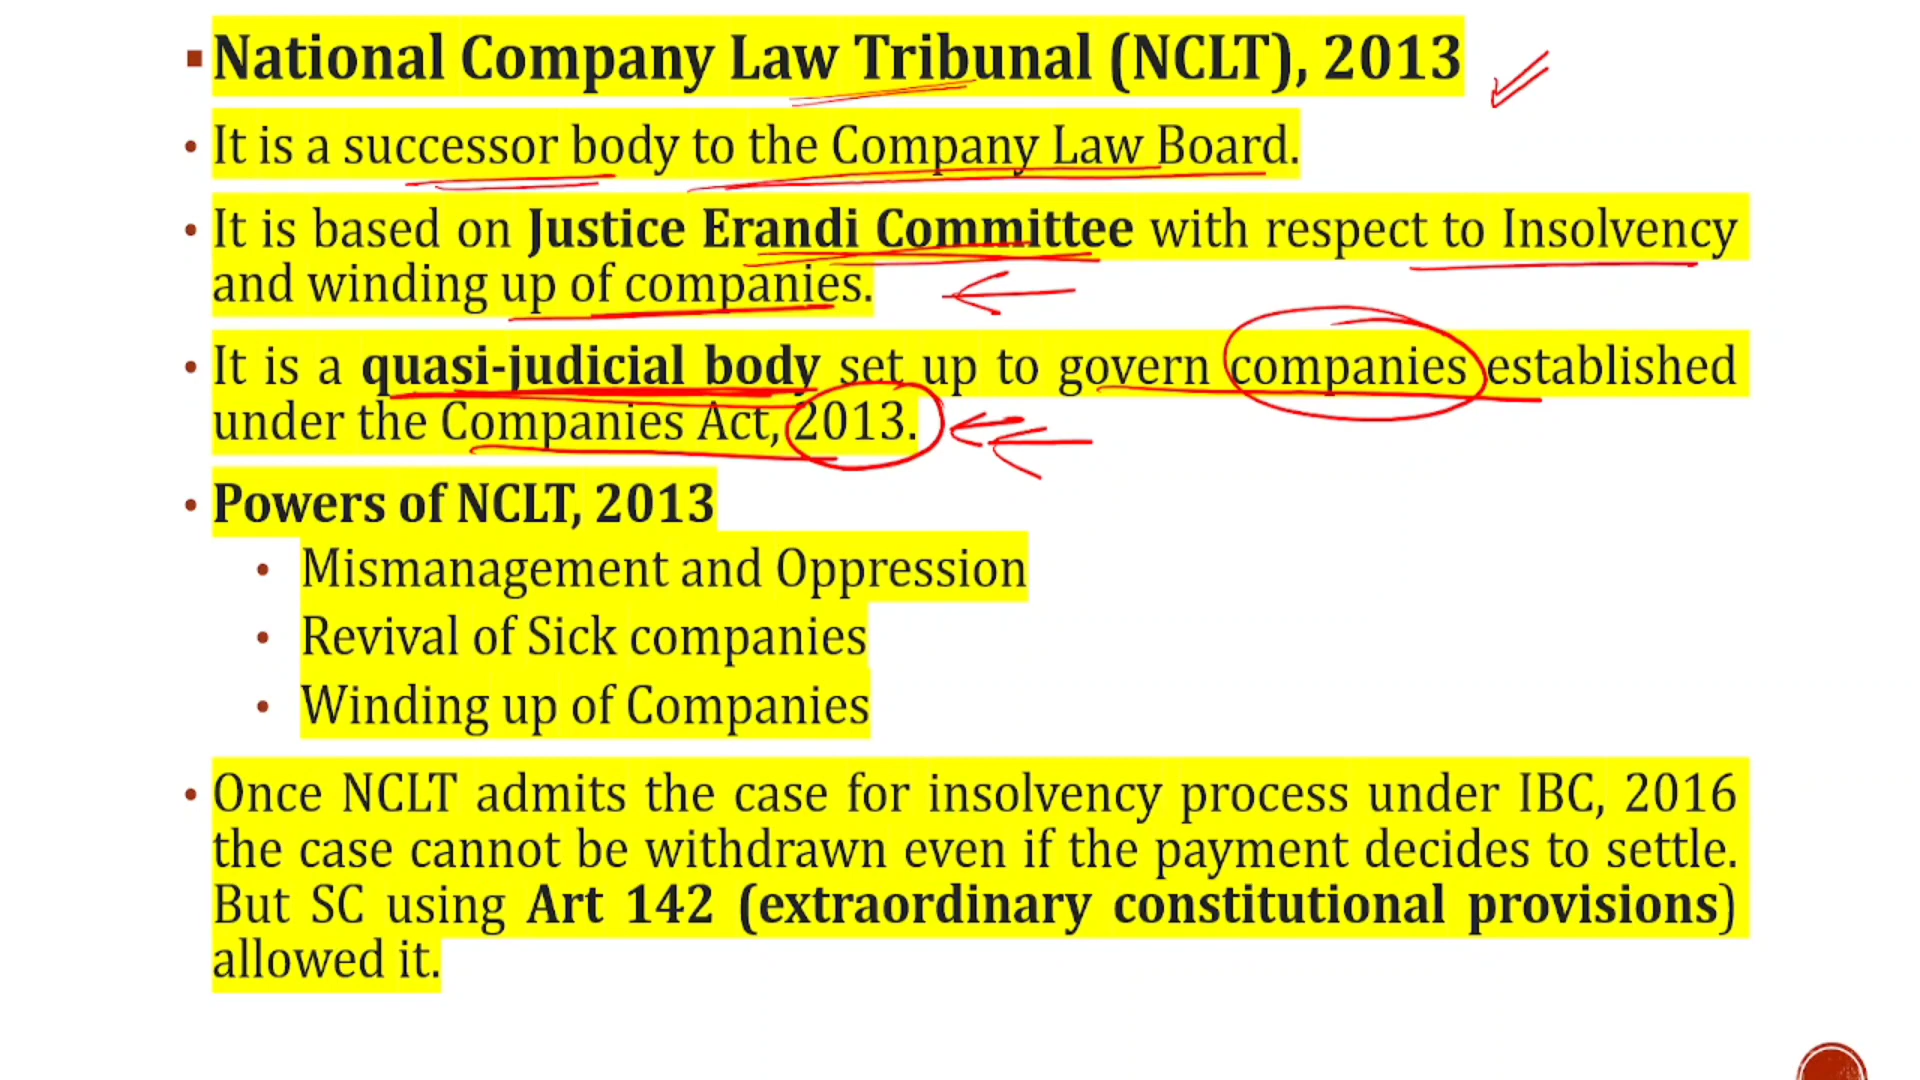 National Company Law Tribunal (NCLT), 2013
It is a successor body to the Company Law Board.
It is based on Justice Erandi Committee with respect to Insolvency
and winding up of companies.
It is a quasi-judicial body set up to govern companies established
under the Companies Act, 2013.
Powers of NCLT, 2013
Mismanagement and Oppression
Revival of Sick companies
Winding up of Companies
Once NCLT admits the case for insolvency process under IBC, 2016
the case cannot be withdrawn even if the payment decides to settle.
But SC using Art 142 (extraordinary constitutional provisions)
allowed it.